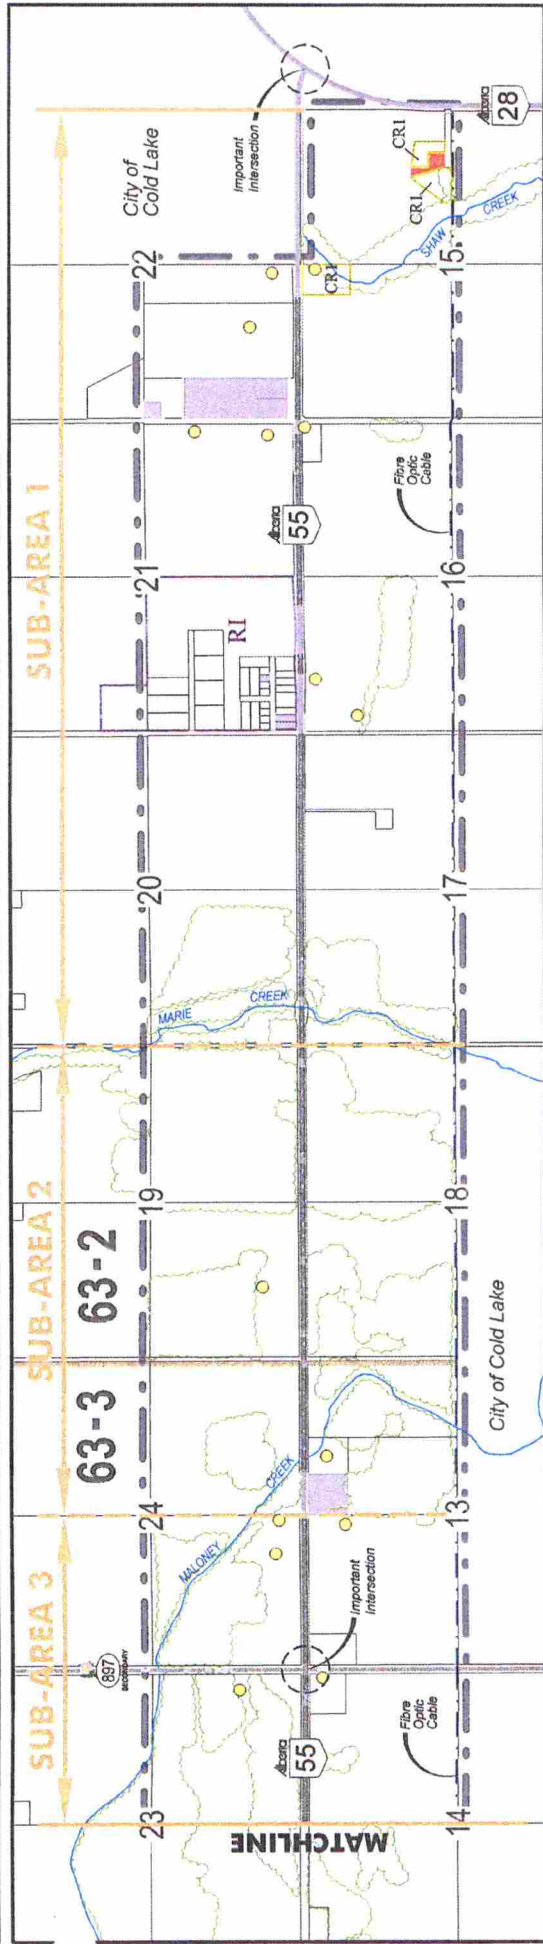 SUB-AREA 3
SUB-AREA 2
SUB-AREA 1
897
SECONDARY
63-3
63-2
23
24
19
20
21
22
City of
Cold Lake
MALONEY
CREEK
MARIE
CREEK
RI
Important
Intersection
MATCHLINE
Alberta
55
Alberta
55
Important
Intersection
CR1
CR1
CR1
SHAW
CREEK
Fibre
Optic
Cable
Fibre
Optic
Cable
14
13
18
17
16
15
Alberta
28
City of Cold Lake